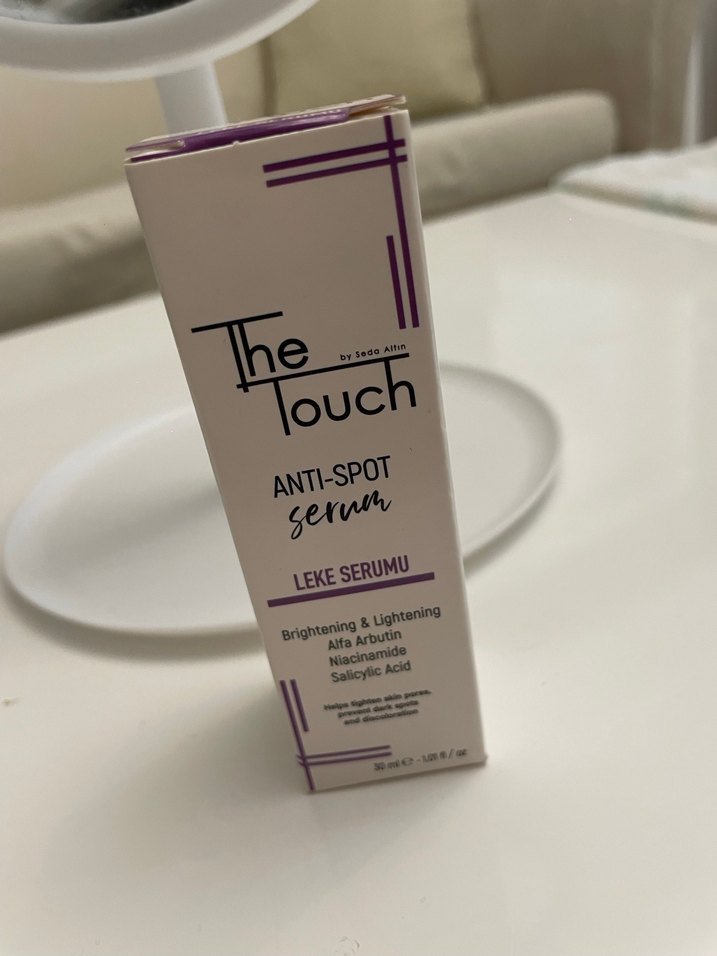 The
by Seda Altın
Touch
ANTI-SPOT
serum
LEKE SERUMU
Brightening & Lightening
Alfa Arbutin
Niacinamide
Salicylic Acid
Helps tighten skin pores,
prevent dark spots
and discoloration
30 ml ℮ - 1.01 fl / oz